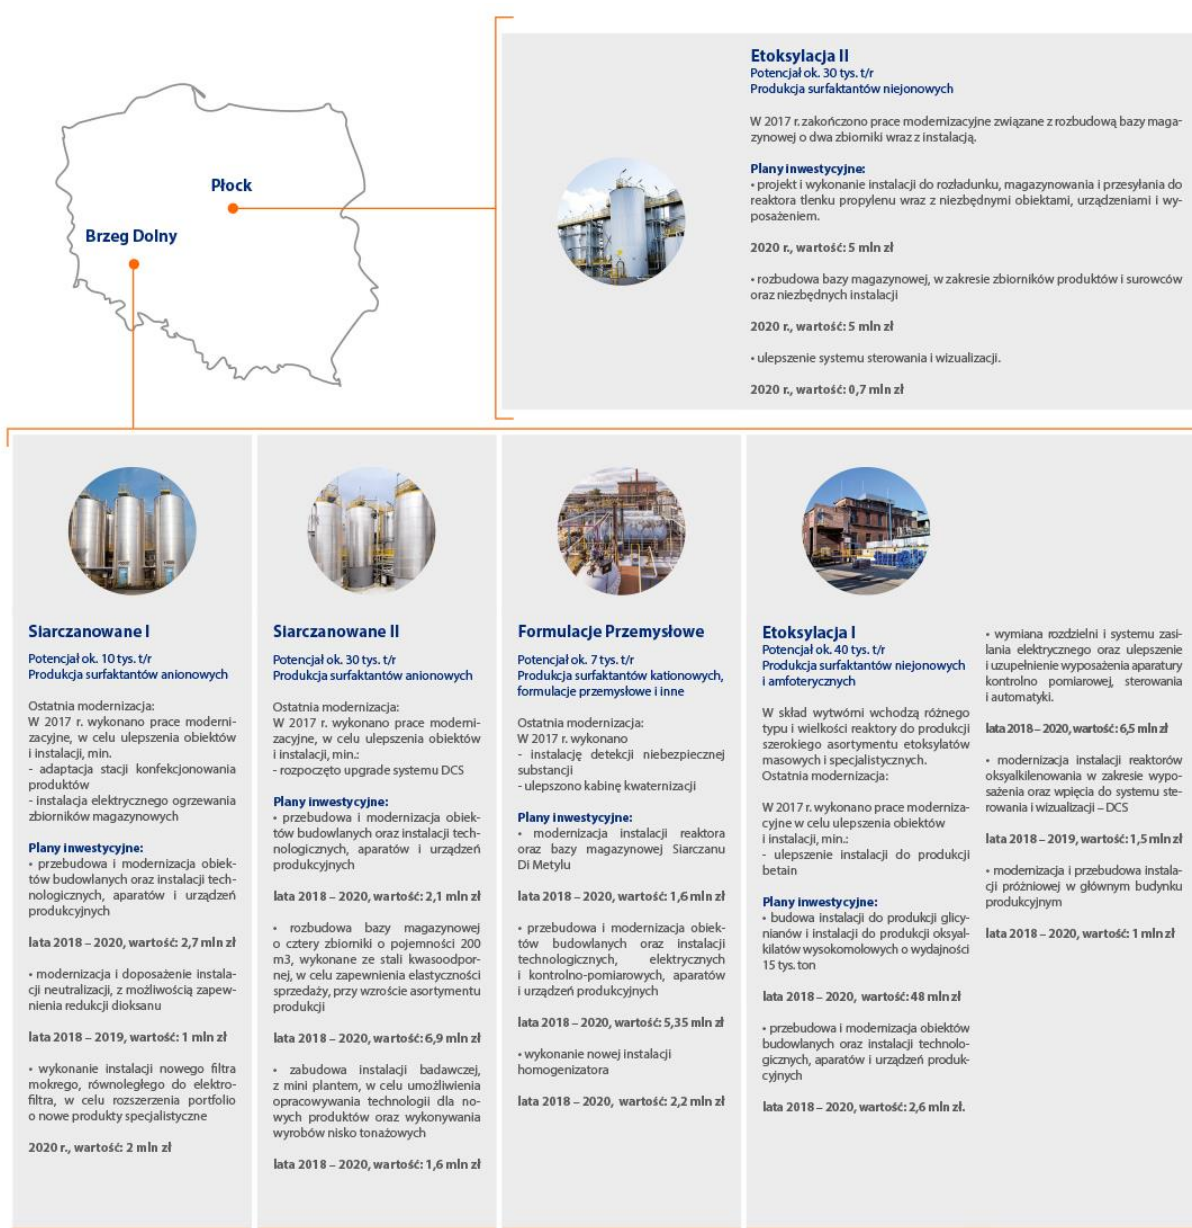 Płock
Brzeg Dolny
Etoksylacja II
Potencjał ok. 30 tys. t/r
Produkcja surfaktantów niejonowych
W 2017 r. zakończono prace modernizacyjne związane z rozbudową bazy maga-
zynowej o dwa zbiorniki wraz z instalacją.
Plany inwestycyjne:
• projekt i wykonanie instalacji do rozładunku, magazynowania i przesyłania do
reaktora tlenku propylenu wraz z niezbędnymi obiektami, urządzeniami i wy-
posażeniem.
2020 r., wartość: 5 mln zł
• rozbudowa bazy magazynowej, w zakresie zbiorników produktów i surowców
oraz niezbędnych instalacji
2020 r., wartość: 5 mln zł
• ulepszenie systemu sterowania i wizualizacji.
2020 r., wartość: 0,7 mln zł
Siarczanowane I
Potencjał ok. 10 tys. t/r
Produkcja surfaktantów anionowych
Ostatnia modernizacja:
W 2017 r. wykonano prace moderni-
zacyjne, w celu ulepszenia obiektów
i instalacji, min.
- adaptacja stacji konfekcjonowania
produktów
- instalacja elektrycznego ogrzewania
zbiorników magazynowych
Plany inwestycyjne:
• przebudowa i modernizacja obiek-
tów budowlanych oraz instalacji tech-
nologicznych, aparatów i urządzeń
produkcyjnych
lata 2018 – 2020, wartość: 2,7 mln zł
• modernizacja i doposażenie instala-
cji neutralizacji, z możliwością zapew-
nienia redukcji dioksanu
lata 2018 – 2019, wartość: 1 mln zł
• wykonanie instalacji nowego filtra
mokrego, równoległego do elektro-
filtra, w celu rozszerzenia portfolio
o nowe produkty specjalistyczne
2020 r., wartość: 2 mln zł
Siarczanowane II
Potencjał ok. 30 tys. t/r
Produkcja surfaktantów anionowych
Ostatnia modernizacja:
W 2017 r. wykonano prace moderni-
zacyjne, w celu ulepszenia obiektów
i instalacji, min.:
- rozpoczęto upgrade systemu DCS
Plany inwestycyjne:
• przebudowa i modernizacja obiek-
tów budowlanych oraz instalacji tech-
nologicznych, aparatów i urządzeń
produkcyjnych
lata 2018 – 2020, wartość: 2,1 mln zł
• rozbudowa bazy magazynowej
o cztery zbiorniki o pojemności 200
m3, wykonane ze stali kwasoodpor-
nej, w celu zapewnienia elastyczności
sprzedaży, przy wzroście asortymentu
produkcji
lata 2018 – 2020, wartość: 6,9 mln zł
• zabudowa instalacji badawczej,
z mini plantem, w celu umożliwienia
opracowywania technologii dla no-
wych produktów oraz wykonywania
wyrobów nisko tonażowych
lata 2018 – 2020, wartość: 1,6 mln zł
Formulacje Przemysłowe
Potencjał ok. 7 tys. t/r
Produkcja surfaktantów kationowych,
formulacje przemysłowe i inne
Ostatnia modernizacja:
W 2017 r. wykonano
- instalację detekcji niebezpiecznej
substancji
- ulepszono kabinę kwaternizacji
Plany inwestycyjne:
• modernizacja instalacji reaktora
oraz bazy magazynowej Siarczanu
Di Metylu
lata 2018 – 2020, wartość: 1,6 mln zł
• przebudowa i modernizacja obiek-
tów budowlanych oraz instalacji
technologicznych, elektrycznych
i kontrolno-pomiarowych, aparatów
i urządzeń produkcyjnych
lata 2018 – 2020, wartość: 5,35 mln zł
• wykonanie nowej instalacji
homogenizatora
lata 2018 – 2020, wartość: 2,2 mln zł
Etoksylacja I
Potencjał ok. 40 tys. t/r
Produkcja surfaktantów niejonowych
i amfoterycznych
W skład wytwórni wchodzą różnego
typu i wielkości reaktory do produkcji
szerokiego asortymentu etoksylatów
masowych i specjalistycznych.
Ostatnia modernizacja:
W 2017 r. wykonano prace moderniza-
cyjne w celu ulepszenia obiektów
i instalacji, min.:
- ulepszenie instalacji do produkcji
betain
Plany inwestycyjne:
• budowa instalacji do produkcji glicy-
nianów i instalacji do produkcji oksyal-
kilatów wysokomolowych o wydajności
15 tys. ton
lata 2018 – 2020, wartość: 48 mln zł
• przebudowa i modernizacja obiektów
budowlanych oraz instalacji technolo-
gicznych, aparatów i urządzeń produk-
cyjnych
lata 2018 – 2020, wartość: 2,6 mln zł.
• wymiana rozdzielni i systemu zasi-
lania elektrycznego oraz ulepszenie
i uzupełnienie wyposażenia aparatury
kontrolno pomiarowej, sterowania
i automatyki.
lata 2018 – 2020, wartość: 6,5 mln zł
• modernizacja instalacji reaktorów
oksyalkilenowania w zakresie wypo-
sażenia oraz wpięcia do systemu ste-
rowania i wizualizacji – DCS
lata 2018 – 2019, wartość: 1,5 mln zł
• modernizacja i przebudowa instala-
cji próżniowej w głównym budynku
produkcyjnym
lata 2018 – 2020, wartość: 1 mln zł